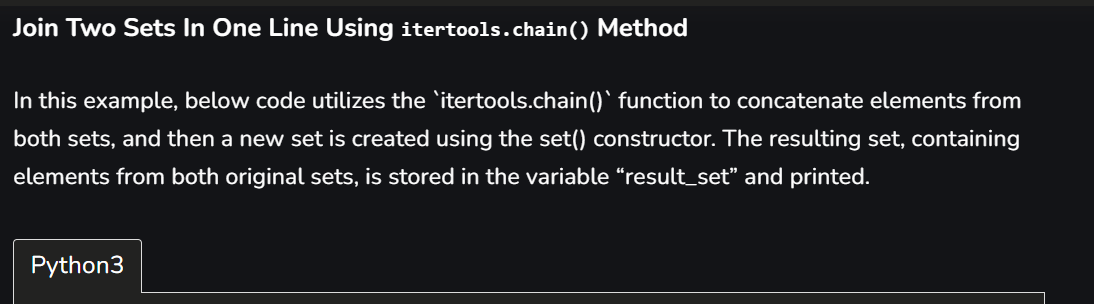 Join Two Sets In One Line Using itertools.chain() Method
In this example, below code utilizes the `itertools.chain()` function to concatenate elements from
both sets, and then a new set is created using the set() constructor. The resulting set, containing
elements from both original sets, is stored in the variable “result_set” and printed.
Python3